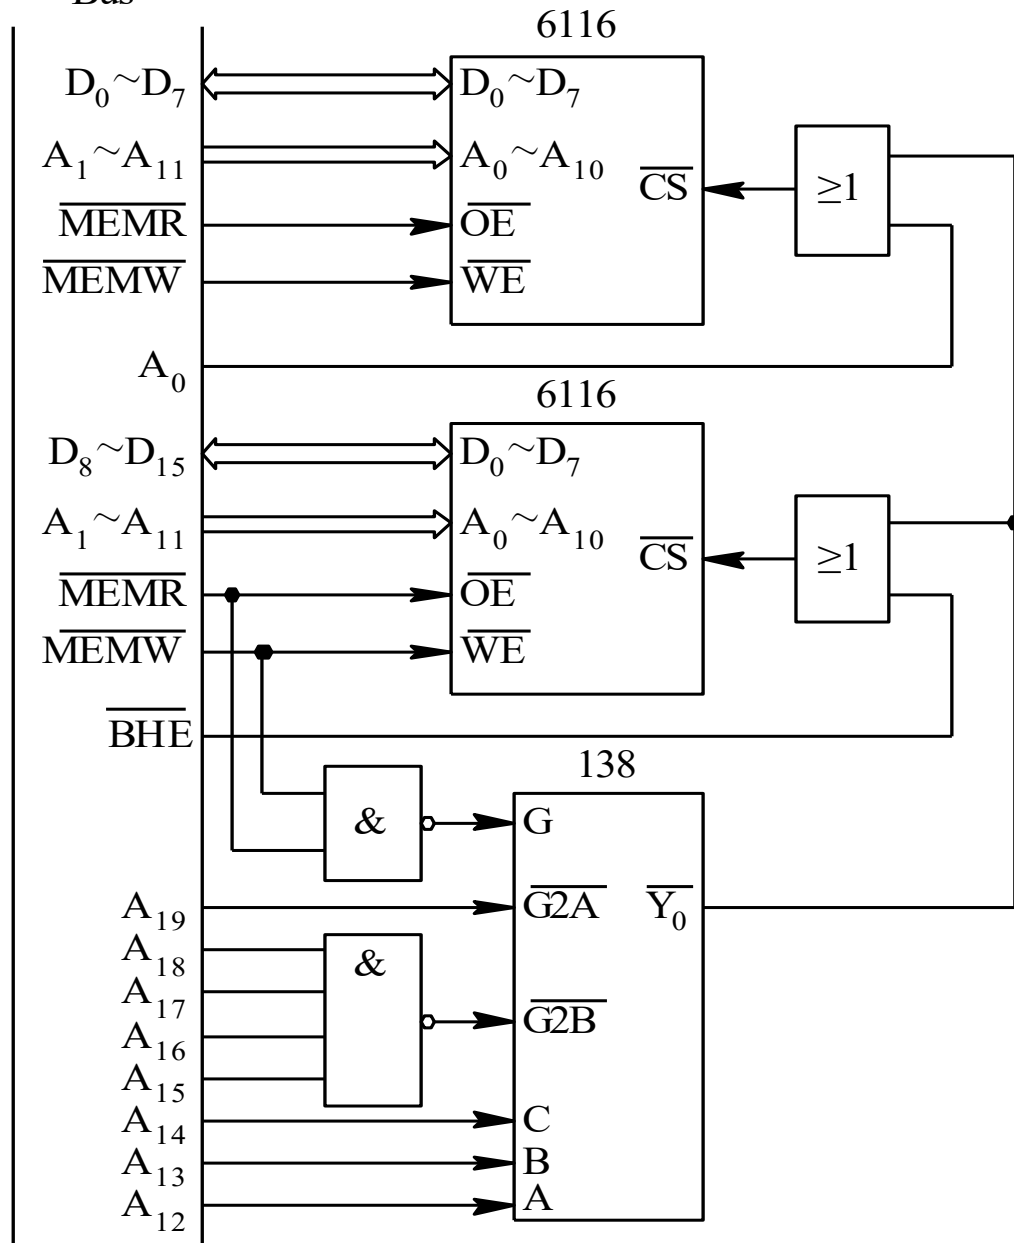 Bus
6116
D0~D7 D0~D7
A1~A11 A0~A10
CS ≥1
MEMR OE
MEMW WE
A0
6116
D8~D15 D0~D7
A1~A11 A0~A10
CS ≥1
MEMR OE
MEMW WE
BHE
138
& G
A19 G2A Y0
A18 &
A17
G2B
A16
A15
A14 C
A13 B
A12 A